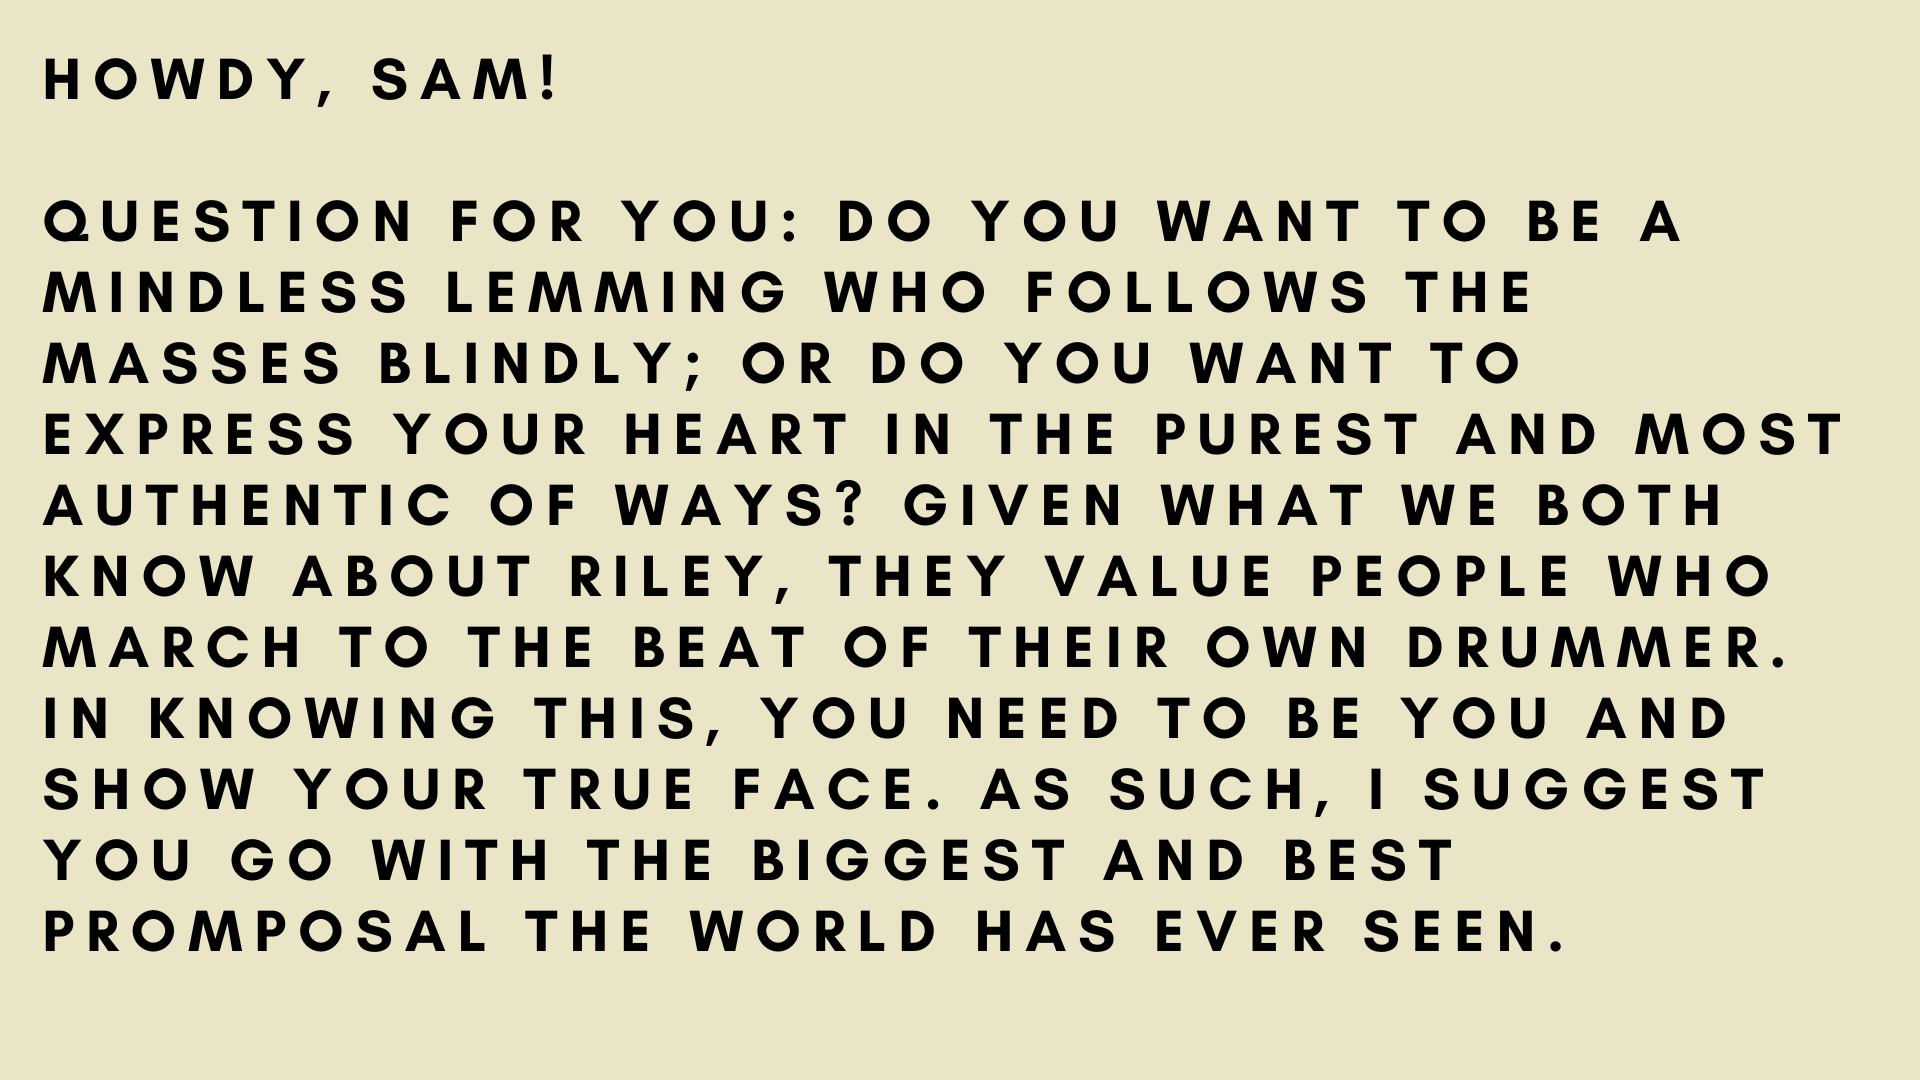 HOWDY, SAM!
QUESTION FOR YOU: DO YOU WANT TO BE A
MINDLESS LEMMING WHO FOLLOWS THE
MASSES BLINDLY; OR DO YOU WANT TO
EXPRESS YOUR HEART IN THE PUREST AND MOST
AUTHENTIC OF WAYS? GIVEN WHAT WE BOTH
KNOW ABOUT RILEY, THEY VALUE PEOPLE WHO
MARCH TO THE BEAT OF THEIR OWN DRUMMER.
IN KNOWING THIS, YOU NEED TO BE YOU AND
SHOW YOUR TRUE FACE. AS SUCH, I SUGGEST
YOU GO WITH THE BIGGEST AND BEST
PROMPOSAL THE WORLD HAS EVER SEEN.